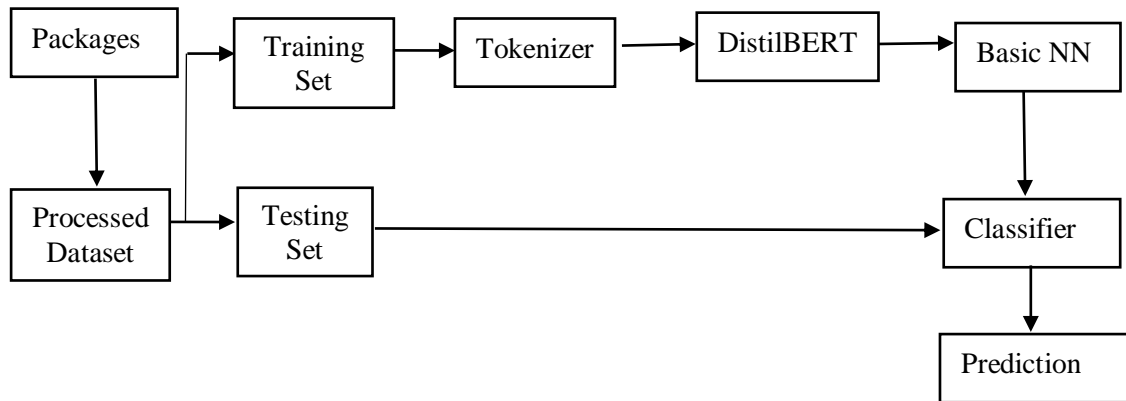 Packages
Training
Set
Tokenizer
DistilBERT
Basic NN
Processed
Dataset
Testing
Set
Classifier
Prediction